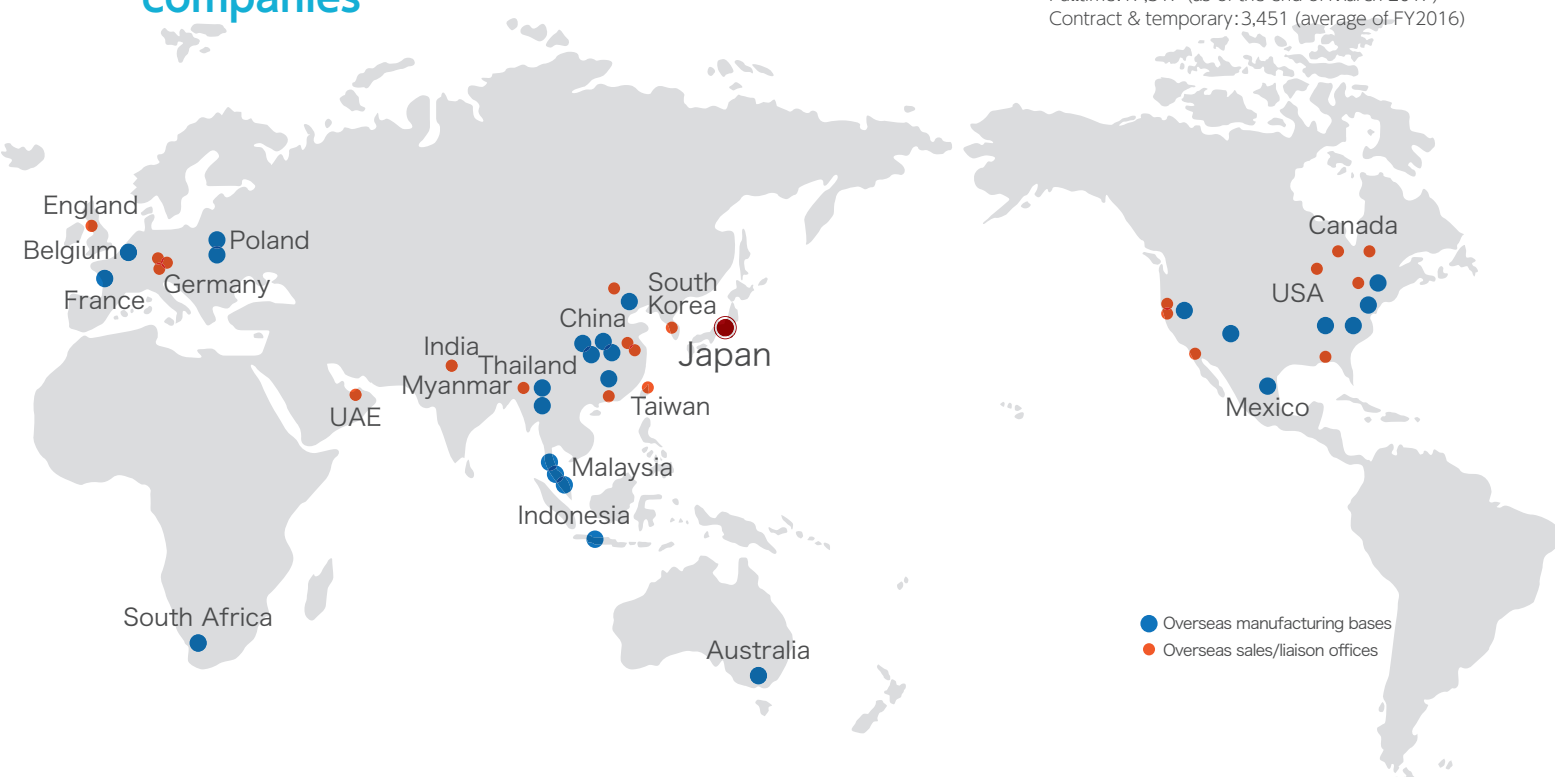 companies
Contract & temporary:3,451 (average of FY2016)
England
Belgium
Poland
Germany
France
South
Korea
China
Japan
India
Thailand
Myanmar
Taiwan
UAE
Malaysia
Indonesia
South Africa
Australia
Canada
USA
Mexico
Overseas manufacturing bases
Overseas sales/liaison offices